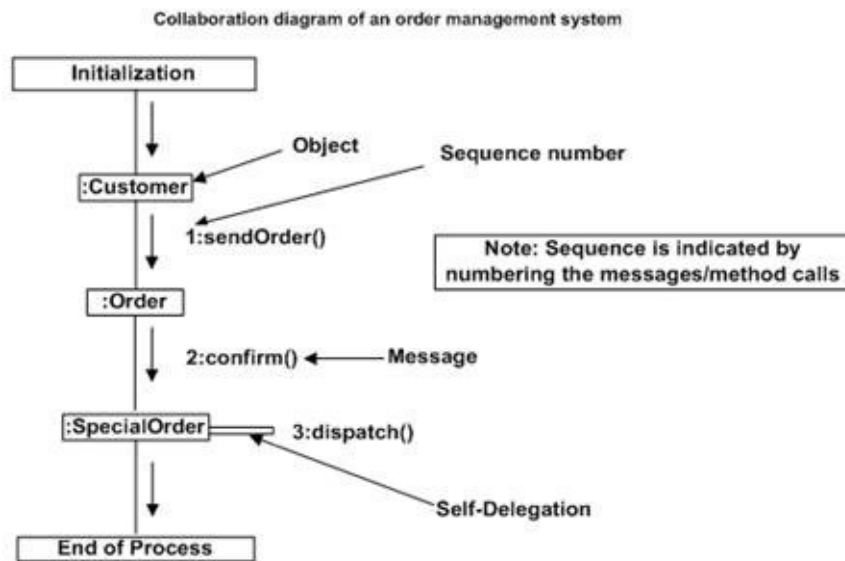 Collaboration diagram of an order management system
Initialization
Object
Sequence number
:Customer
1:sendOrder()
Note: Sequence is indicated by
numbering the messages/method calls
:Order
2:confirm()
Message
:SpecialOrder
3:dispatch()
Self-Delegation
End of Process